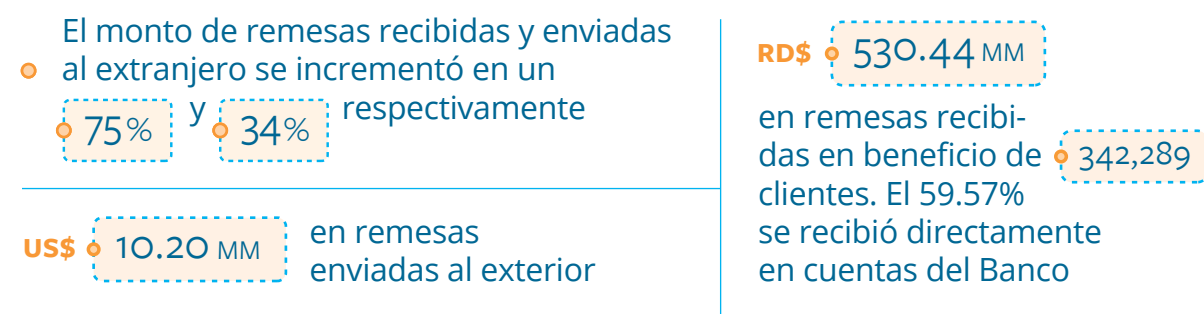 El monto de remesas recibidas y enviadas
al extranjero se incrementó en un
75% y 34% respectivamente
US$ 10.20 MM en remesas
enviadas al exterior
RD$ 530.44 MM
en remesas recibi-
das en beneficio de 342,289
clientes. El 59.57%
se recibió directamente
en cuentas del Banco